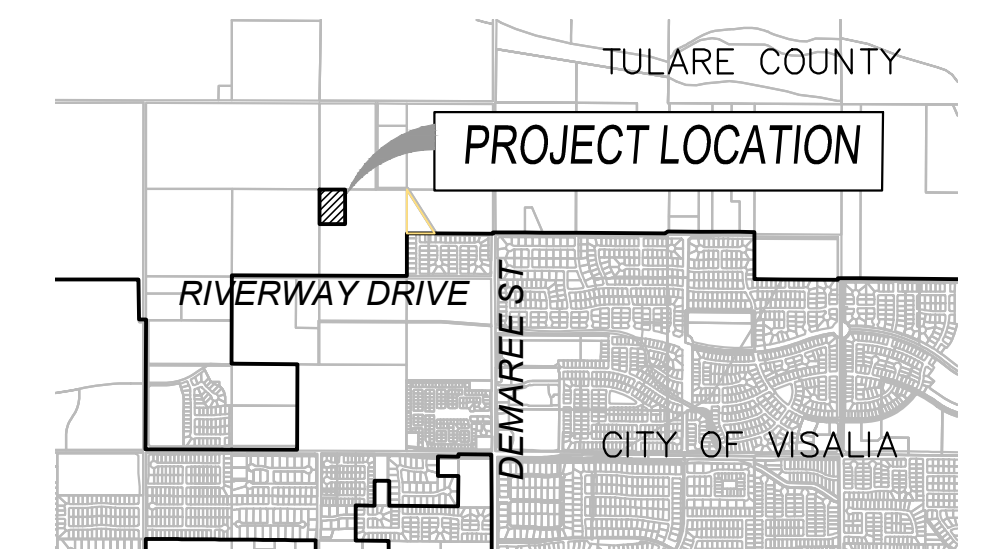 TULARE COUNTY
PROJECT LOCATION
RIVERWAY DRIVE
DEMAREE ST
CITY OF VISALIA